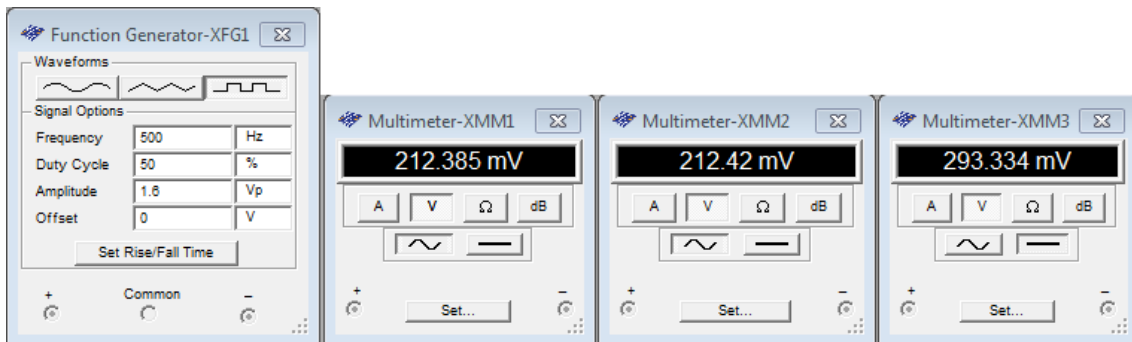 Function Generator-XFG1
Waveforms
Signal Options
Frequency 500 Hz
Duty Cycle 50 %
Amplitude 1.6 Vp
Offset 0 V
Set Rise/Fall Time
+ Common −
Multimeter-XMM1
212.385 mV
A V Ω dB
+ −
Set...
Multimeter-XMM2
212.42 mV
A V Ω dB
+ −
Set...
Multimeter-XMM3
293.334 mV
A V Ω dB
+ −
Set...